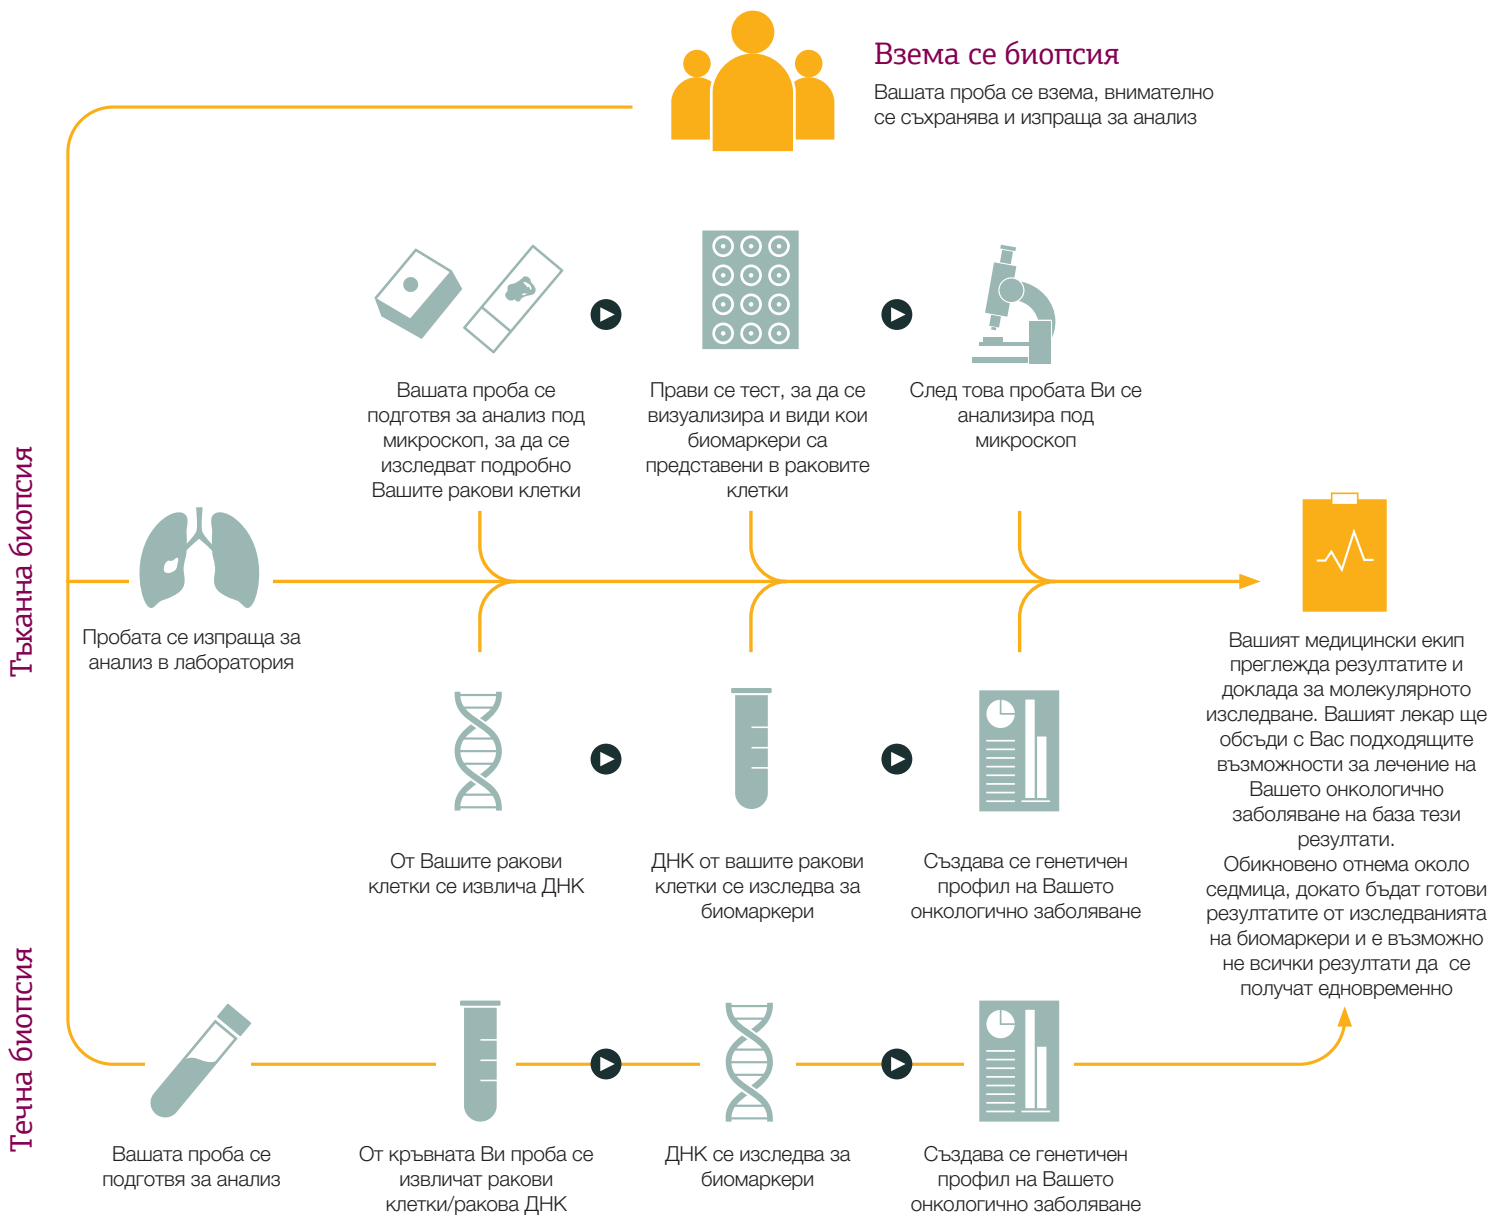 Взема се биопсия
Вашата проба се взема, внимателно
се съхранява и изпраща за анализ
Тъканна биопсия
Вашата проба се
подготвя за анализ под
микроскоп, за да се
изследват подробно
Вашите ракови клетки
Прави се тест, за да се
визуализира и види кои
биомаркери са
представени в раковите
клетки
След това пробата Ви се
анализира под
микроскоп
Пробата се изпраща за
анализ в лаборатория
От Вашите ракови
клетки се извлича ДНК
ДНК от вашите ракови
клетки се изследва за
биомаркери
Създава се генетичен
профил на Вашето
онкологично заболяване
Вашият медицински екип
преглежда резултатите и
доклада за молекулярното
изследване. Вашият лекар ще
обсъди с Вас подходящите
възможности за лечение на
Вашето онкологично
заболяване на база тези
резултати.
Обикновено отнема около
седмица, докато бъдат готови
резултатите от изследванията
на биомаркери и е възможно
не всички резултати да се
получат едновременно
Течна биопсия
Вашата проба се
подготвя за анализ
От кръвната Ви проба се
извличат ракови
клетки/ракова ДНК
ДНК се изследва за
биомаркери
Създава се генетичен
профил на Вашето
онкологично заболяване